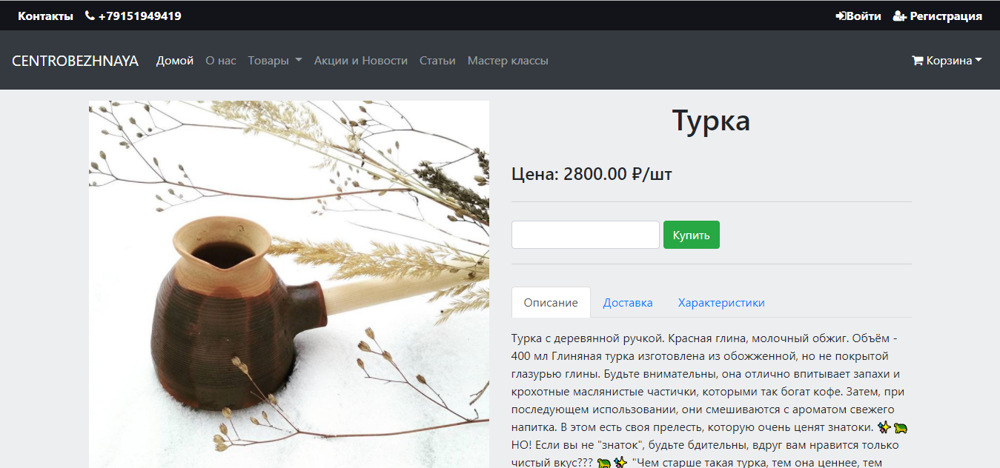 Контакты +79151949419 Войти Регистрация
CENTROBEZHNAYA Домой О нас Товары Акции и Новости Статьи Мастер классы Корзина
Турка
Цена: 2800.00 ₽/шт
Купить
Описание Доставка Характеристики
Турка с деревянной ручкой. Красная глина, молочный обжиг. Объём -
400 мл Глиняная турка изготовлена из обожженной, но не покрытой
глазурью глины. Будьте внимательны, она отлично впитывает запахи и
крохотные маслянистые частички, которыми так богат кофе. Затем, при
последующем использовании, они смешиваются с ароматом свежего
напитка. В этом есть своя прелесть, которую очень ценят знатоки. ✨🐢
НО! Если вы не "знаток", будьте бдительны, вдруг вам нравится только
чистый вкус??? 🐢✨ "Чем старше такая турка, тем она ценнее, тем